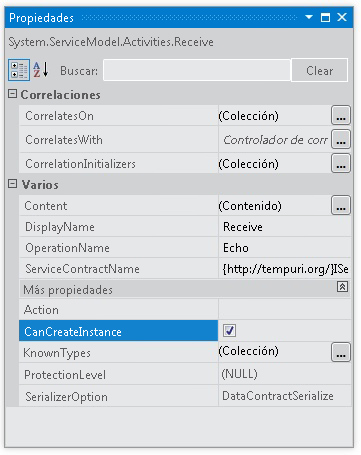 Propiedades
System.ServiceModel.Activities.Receive
Buscar: Clear
Correlaciones
CorrelatesOn (Colección) ...
CorrelatesWith Controlador de corr ...
CorrelationInitializers (Colección) ...
Varios
Content (Contenido) ...
DisplayName Receive
OperationName Echo
ServiceContractName {http://tempuri.org/}ISe
Más propiedades
Action
CanCreateInstance
KnownTypes (Colección) ...
ProtectionLevel (NULL)
SerializerOption DataContractSerialize